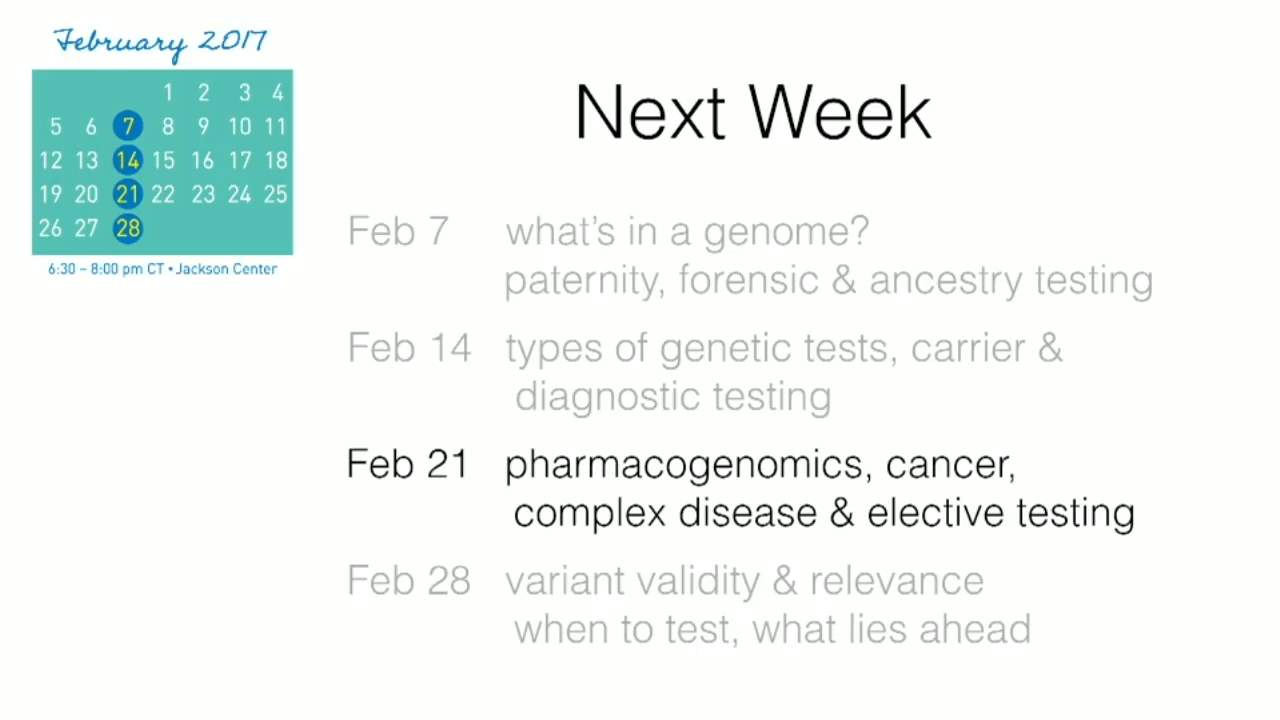 February 2017
1 2 3 4
5 6 7 8 9 10 11
12 13 14 15 16 17 18
19 20 21 22 23 24 25
26 27 28
6:30 – 8:00 pm CT • Jackson Center
Next Week
Feb 7 what's in a genome?
paternity, forensic & ancestry testing
Feb 14 types of genetic tests, carrier &
diagnostic testing
Feb 21 pharmacogenomics, cancer,
complex disease & elective testing
Feb 28 variant validity & relevance
when to test, what lies ahead